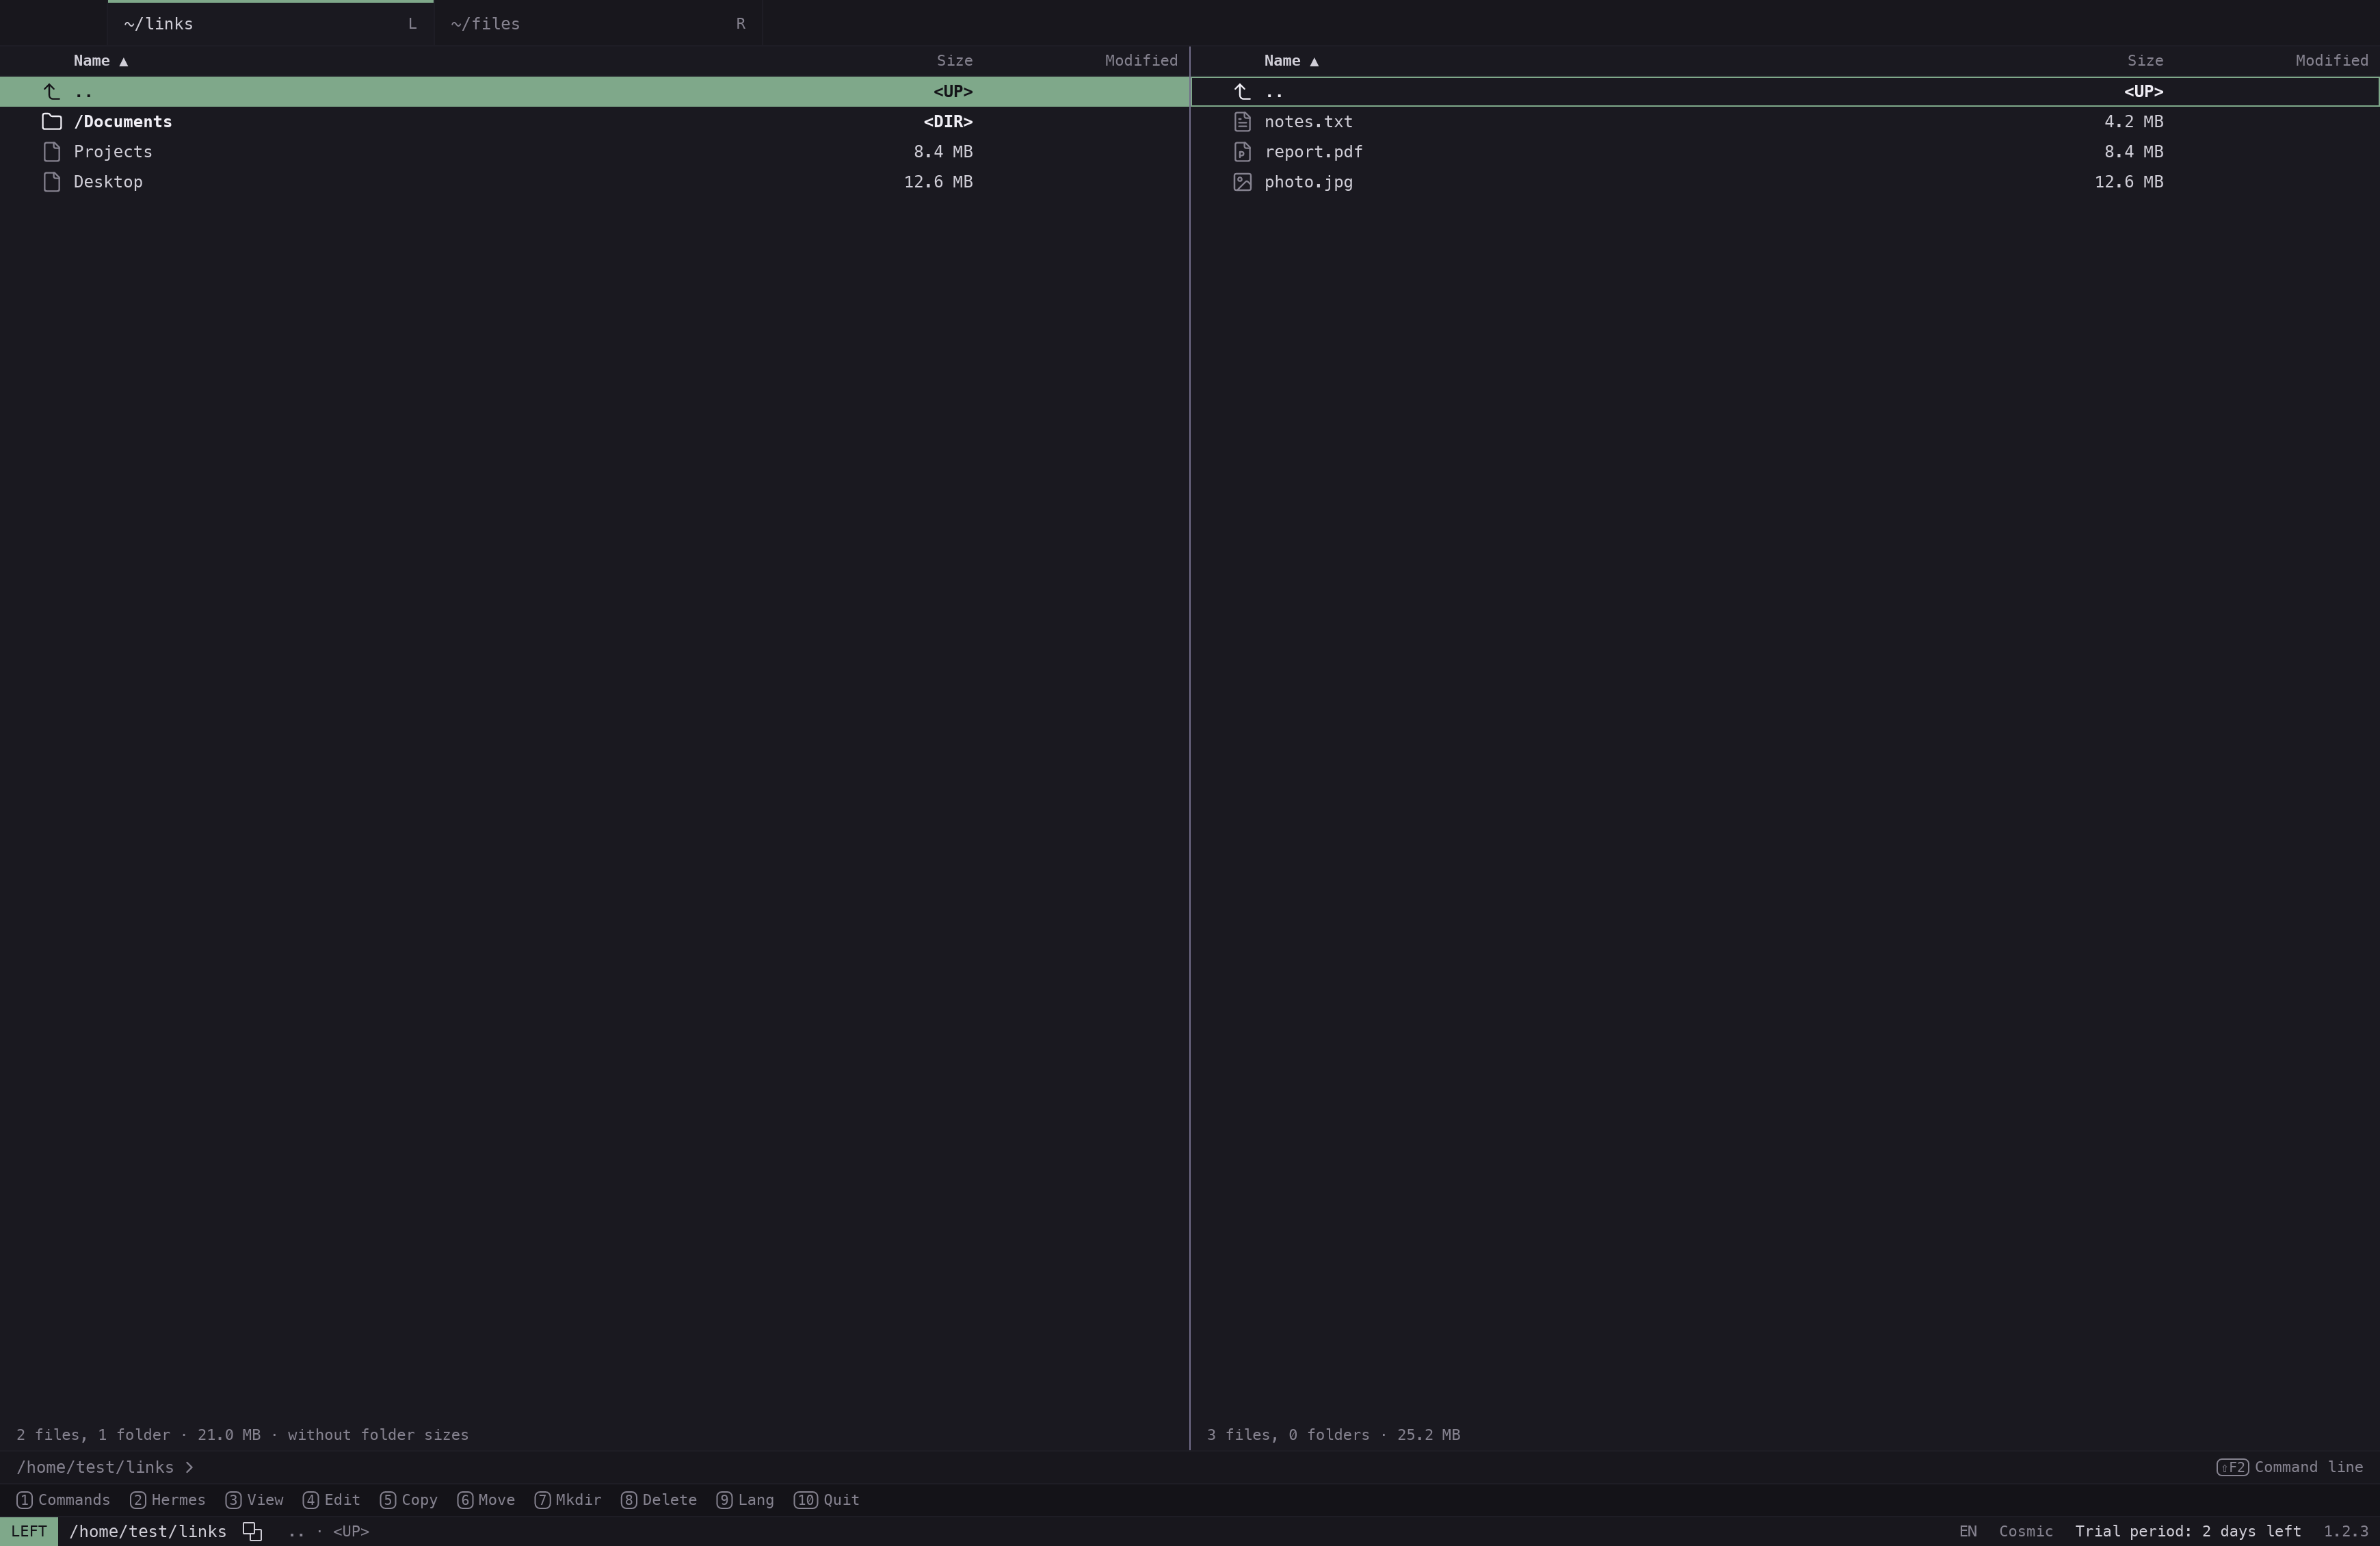 ~/links L ~/files R
Name ▲ Size Modified Name ▲ Size Modified
.. <UP> .. <UP>
/Documents <DIR> notes.txt 4.2 MB
Projects 8.4 MB report.pdf 8.4 MB
Desktop 12.6 MB photo.jpg 12.6 MB
2 files, 1 folder · 21.0 MB · without folder sizes 3 files, 0 folders · 25.2 MB
/home/test/links > ⇧F2 Command line
1 Commands 2 Hermes 3 View 4 Edit 5 Copy 6 Move 7 Mkdir 8 Delete 9 Lang 10 Quit
LEFT /home/test/links .. · <UP> EN Cosmic Trial period: 2 days left 1.2.3